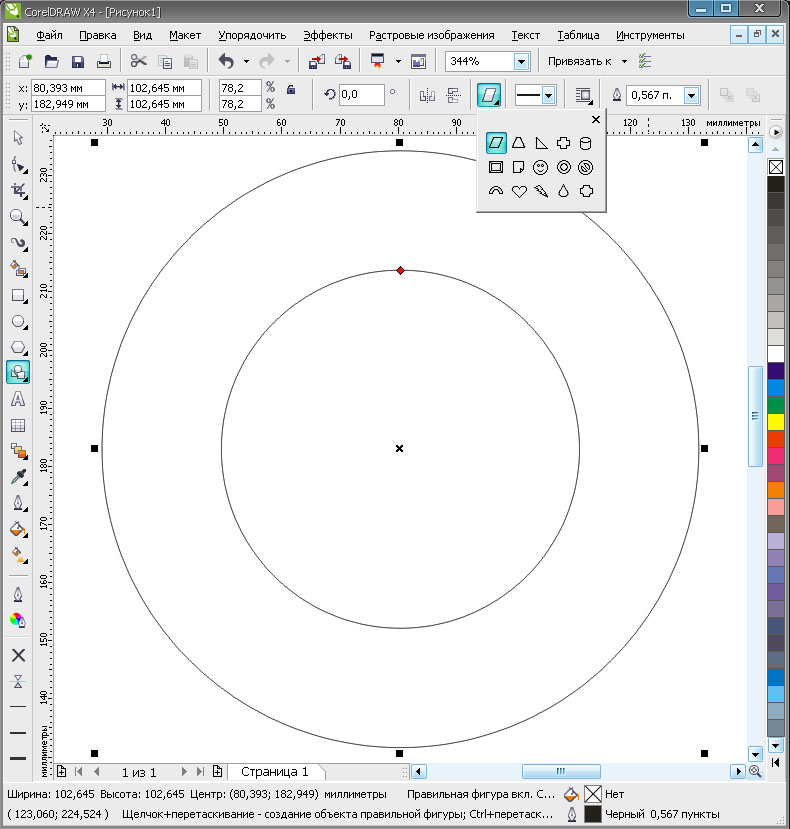 CorelDRAW X4 - [Рисунок1]
Файл Правка Вид Макет Упорядочить Эффекты Растровые изображения Текст Таблица Инструменты
344% Привязать к
x: 80,393 мм 102,645 мм 78,2 % 0,0 ° 0,567 п.
y: 182,949 мм 102,645 мм 78,2 %
30 40 50 60 70 80 90 120 130 миллиметры
230
220
210
200
190
180
170
160
150
140
миллиметры
1 из 1 Страница 1
Ширина: 102,645 Высота: 102,645 Центр: (80,393; 182,949) миллиметры Правильная фигура вкл. С... Нет
( 123,060; 224,524 ) Щелчок+перетаскивание - создание объекта правильной фигуры; Ctrl+перетаск... Черный 0,567 пункты